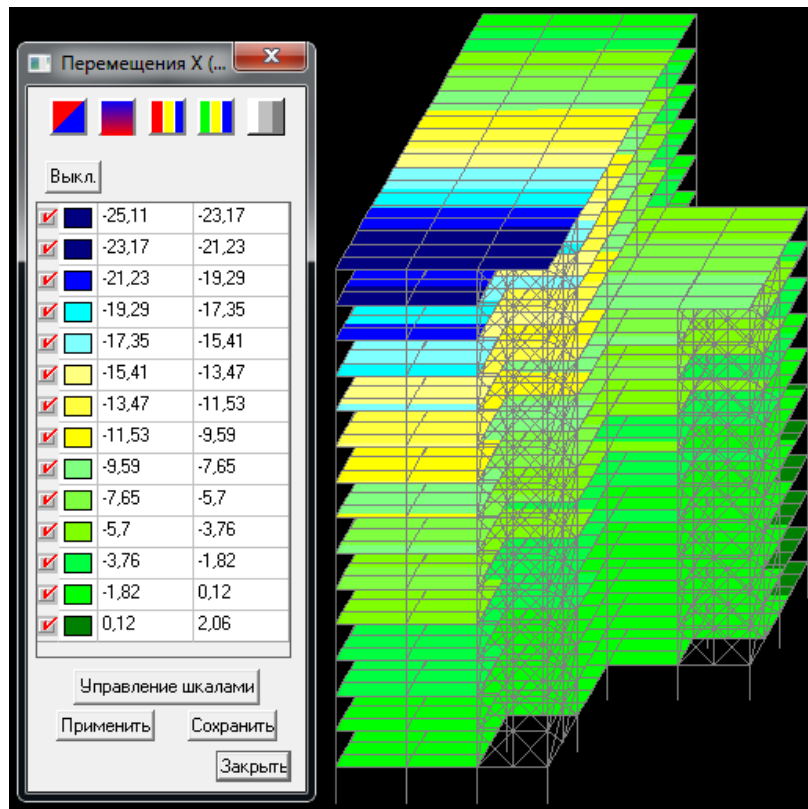 Перемещения X (...
Выкл.
-25,11 -23,17
-23,17 -21,23
-21,23 -19,29
-19,29 -17,35
-17,35 -15,41
-15,41 -13,47
-13,47 -11,53
-11,53 -9,59
-9,59 -7,65
-7,65 -5,7
-5,7 -3,76
-3,76 -1,82
-1,82 0,12
0,12 2,06
Управление шкалами
Применить Сохранить
Закрыть